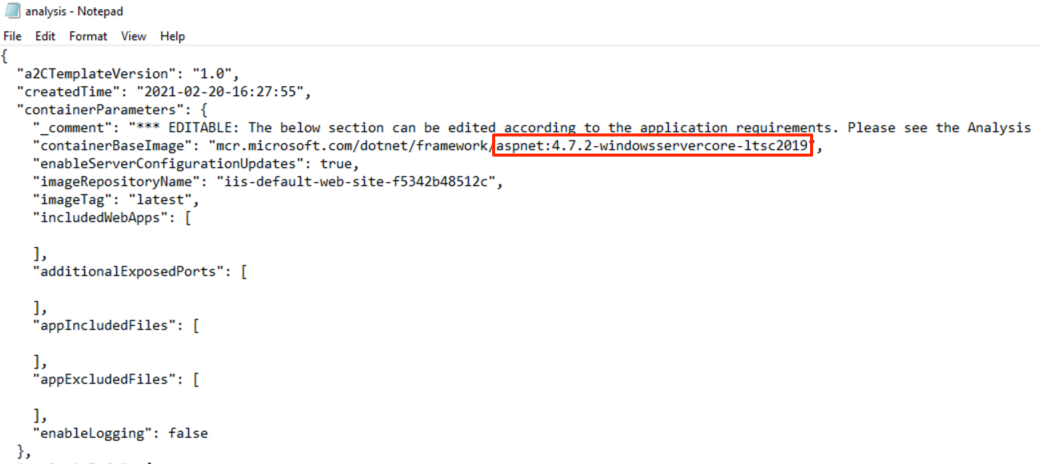 analysis - Notepad
File Edit Format View Help
{
"a2CTemplateVersion": "1.0",
"createdTime": "2021-02-20-16:27:55",
"containerParameters": {
"_comment": "*** EDITABLE: The below section can be edited according to the application requirements. Please see the Analysis
"containerBaseImage": "mcr.microsoft.com/dotnet/framework/aspnet:4.7.2-windowsservercore-ltsc2019",
"enableServerConfigurationUpdates": true,
"imageRepositoryName": "iis-default-web-site-f5342b48512c",
"imageTag": "latest",
"includedWebApps": [
],
"additionalExposedPorts": [
],
"appIncludedFiles": [
],
"appExcludedFiles": [
],
"enableLogging": false
},